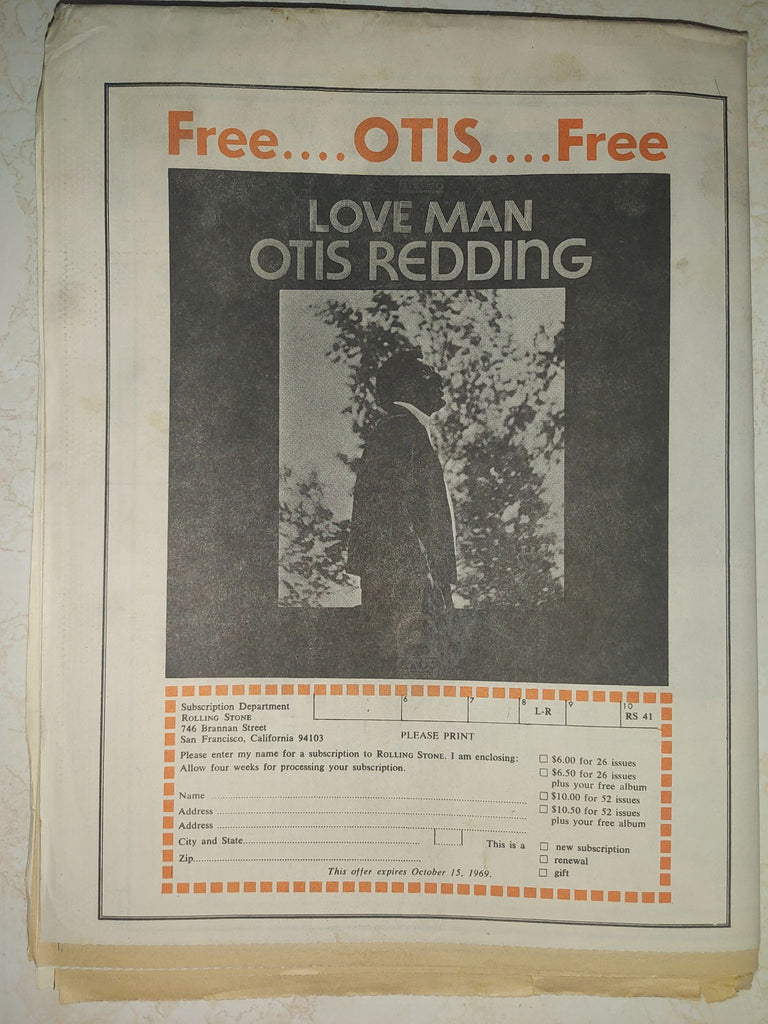 Free....OTIS....Free
LOVE MAN
OTIS REDDING
Subscription Department
ROLLING STONE
746 Brannan Street
San Francisco, California 94103
6
7
8
L-R
9
10
RS 41
PLEASE PRINT
Please enter my name for a subscription to ROLLING STONE. I am enclosing:
Allow four weeks for processing your subscription.
$6.00 for 26 issues
$6.50 for 26 issues
plus your free album
$10.00 for 52 issues
$10.50 for 52 issues
plus your free album
Name
Address
Address
City and State
Zip
This is a
new subscription
renewal
gift
This offer expires October 15, 1969.